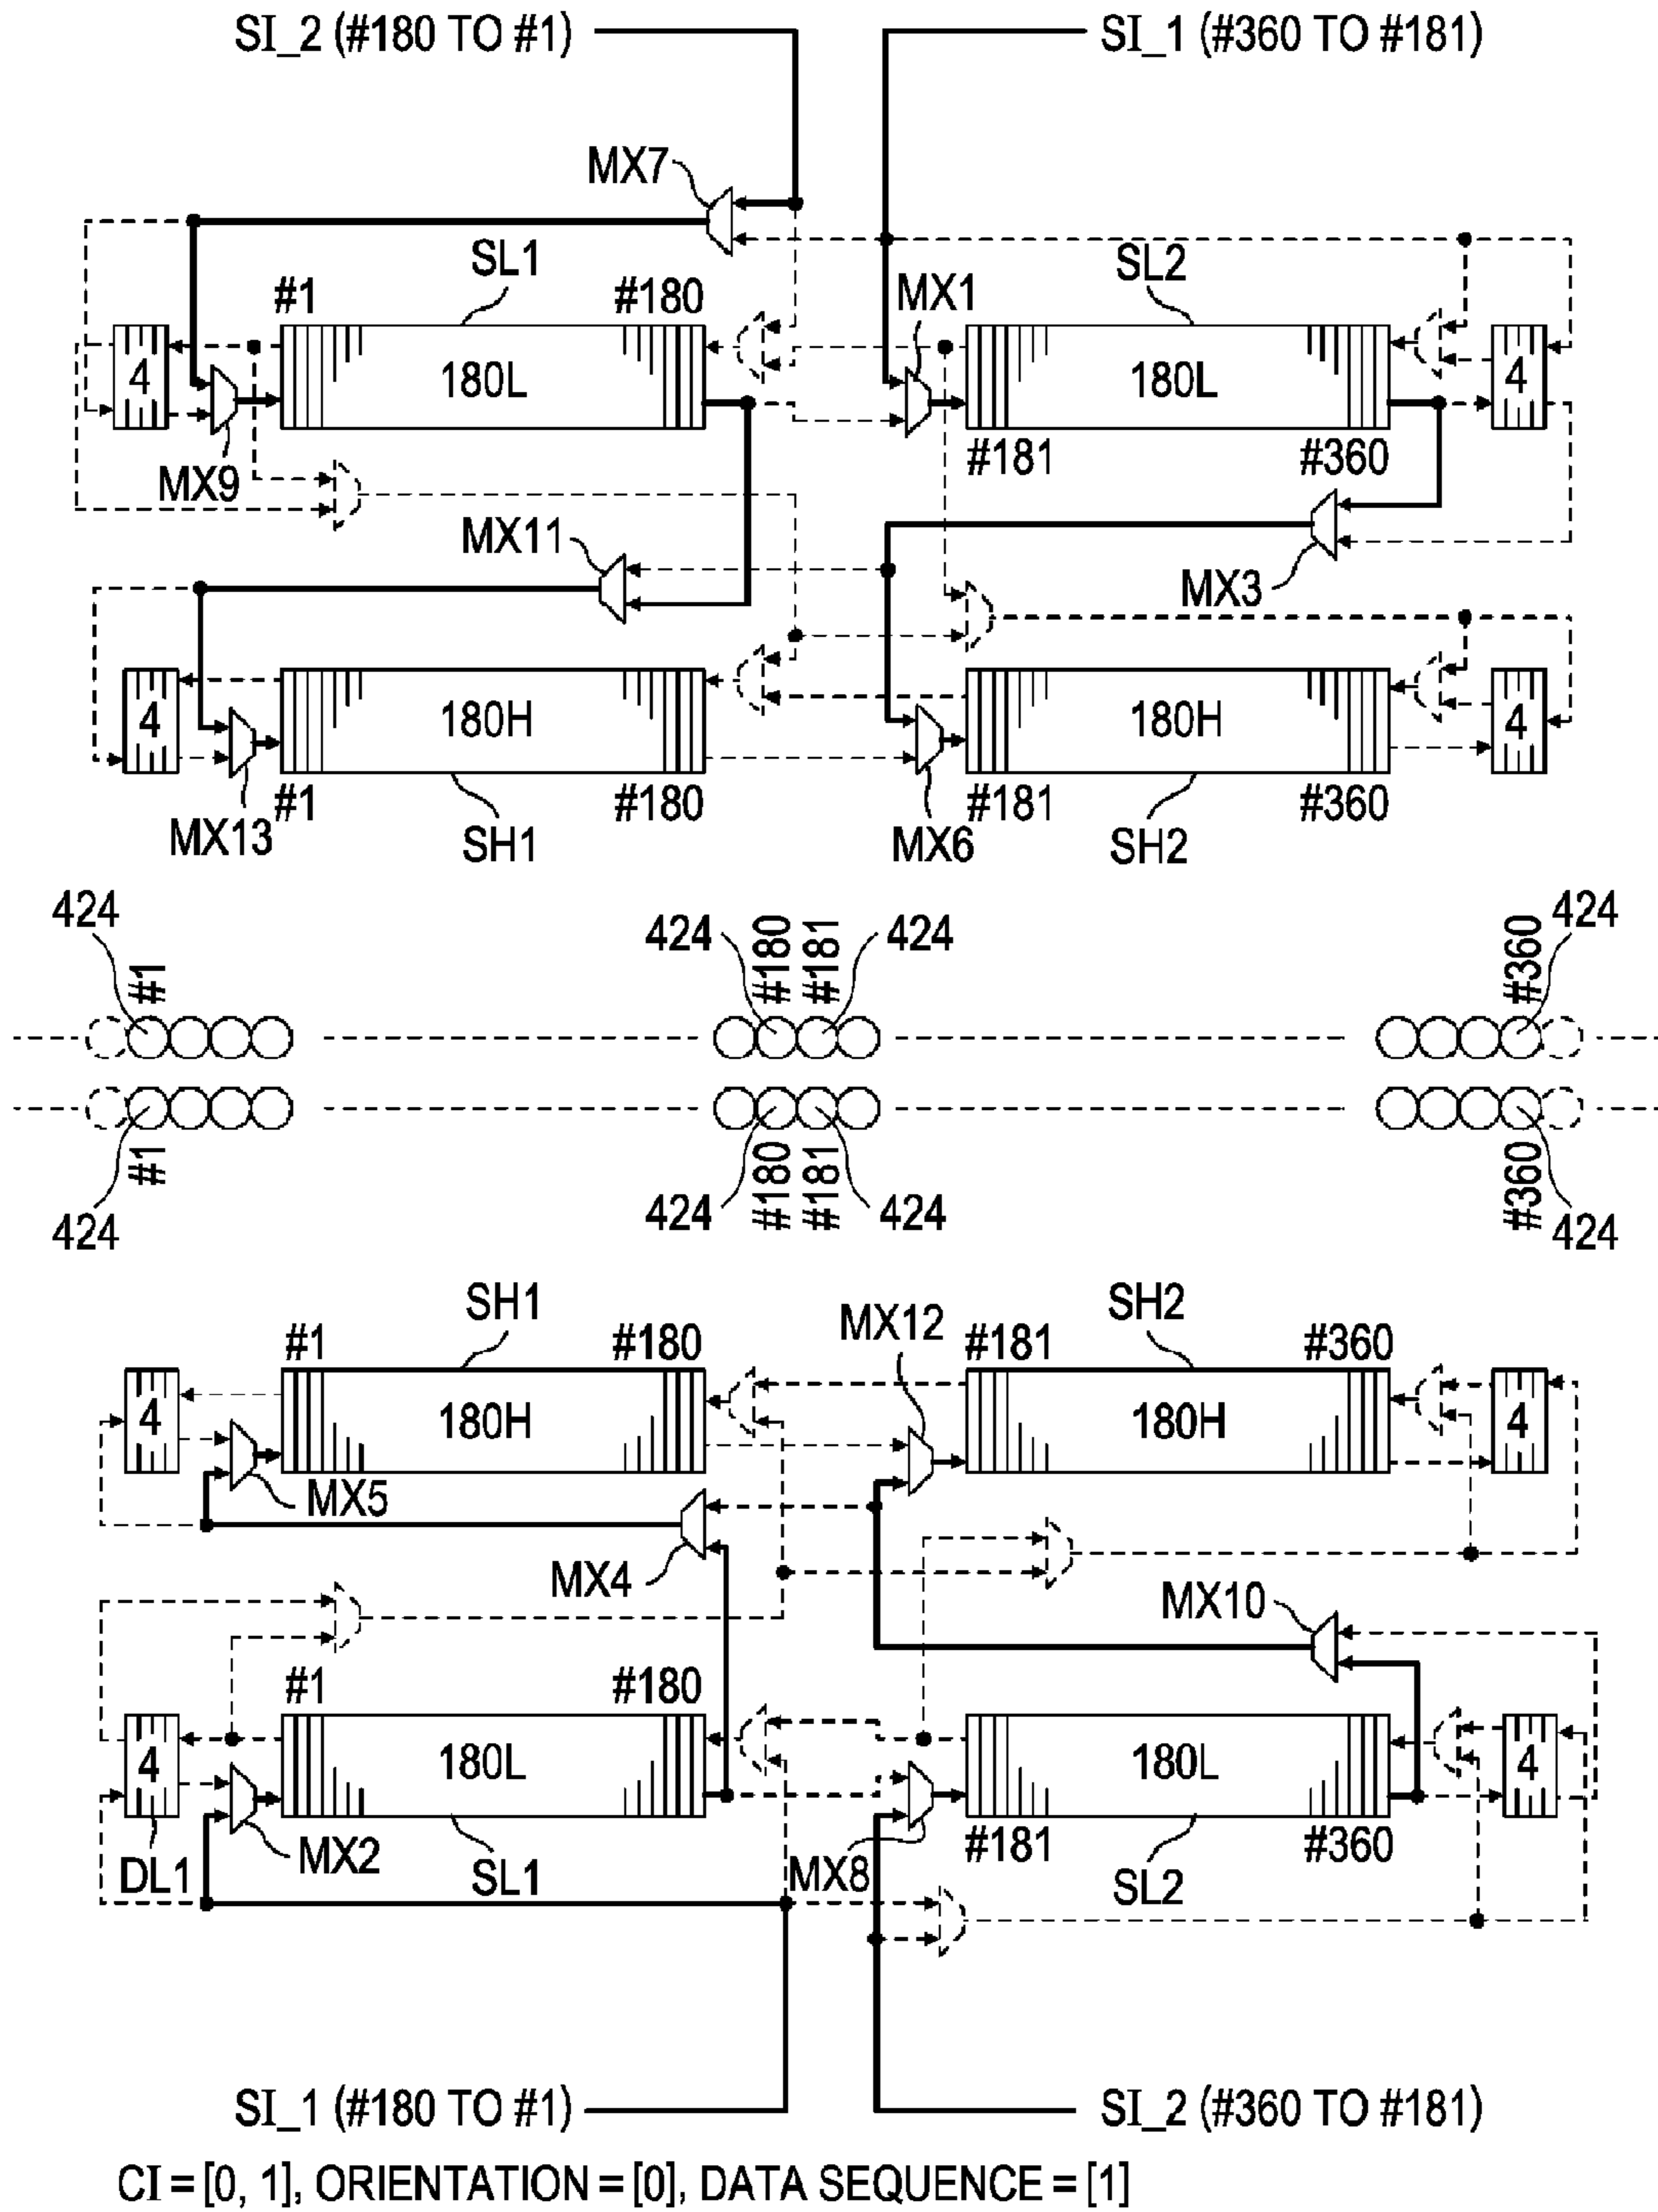 SI_2 (#180 TO #1)
SI_1 (#360 TO #181)
MX7
SL1
SL2
#1
#180
MX1
4
180L
180L
4
MX9
#181
#360
MX11
MX3
4
180H
180H
4
MX13
#1
#180
MX6
#181
#360
SH1
SH2
424
424
#180
#181
424
#360
424
#1
#1
424
424
#180
#181
424
#360
424
SH1
MX12
SH2
#1
#180
#181
#360
4
180H
180H
4
MX5
MX4
MX10
#1
#180
4
180L
180L
4
DL1
MX2
SL1
MX8
#181
#360
SL2
SI_1 (#180 TO #1)
SI_2 (#360 TO #181)
CI = [0, 1], ORIENTATION = [0], DATA SEQUENCE = [1]